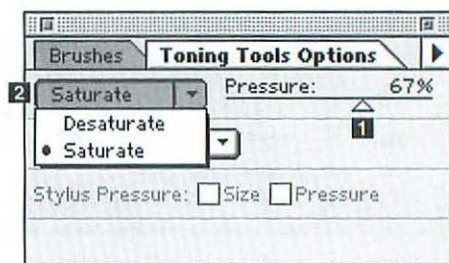 Brushes Toning Tools Options
2 Saturate Pressure: 67%
1
Desaturate
• Saturate
Stylus Pressure: Size Pressure